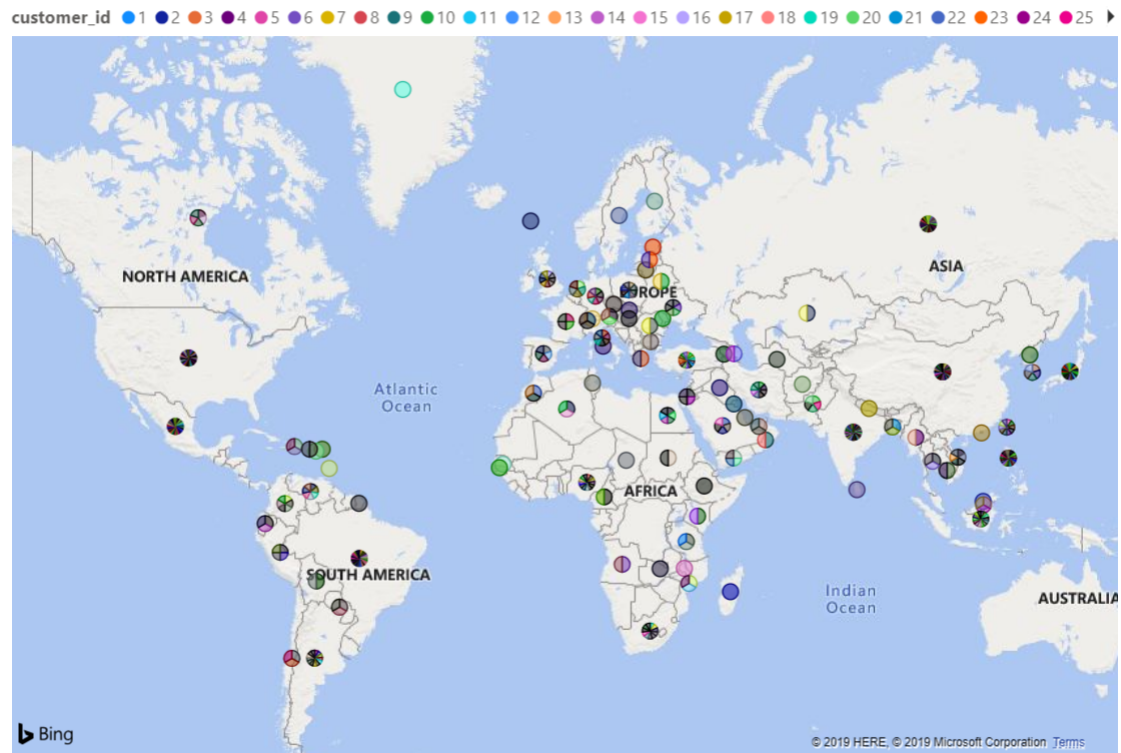 customer_id 1 2 3 4 5 6 7 8 9 10 11 12 13 14 15 16 17 18 19 20 21 22 23 24 25
NORTH AMERICA
ASIA
EUROPE
Atlantic
Ocean
AFRICA
SOUTH AMERICA
Indian
Ocean
AUSTRALIA
Bing
© 2019 HERE, © 2019 Microsoft Corporation Terms